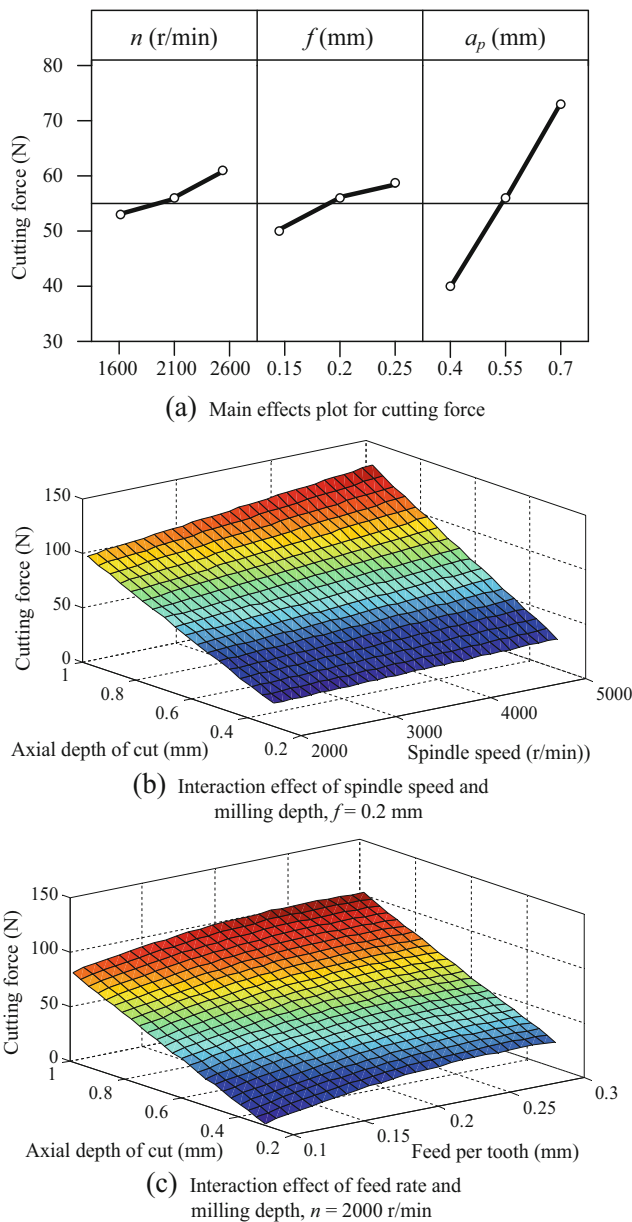 n (r/min) f (mm) a_p (mm)
80
70
60
50
40
30
Cutting force (N)
1600 2100 2600 0.15 0.2 0.25 0.4 0.55 0.7
(a) Main effects plot for cutting force
150
100
50
0
Cutting force (N)
1 0.8 0.6 0.4 0.2
Axial depth of cut (mm)
2000 3000 4000 5000
Spindle speed (r/min))
(b) Interaction effect of spindle speed and
milling depth, f = 0.2 mm
150
100
50
0
Cutting force (N)
1 0.8 0.6 0.4 0.2
Axial depth of cut (mm)
0.1 0.15 0.2 0.25 0.3
Feed per tooth (mm)
(c) Interaction effect of feed rate and
milling depth, n = 2000 r/min